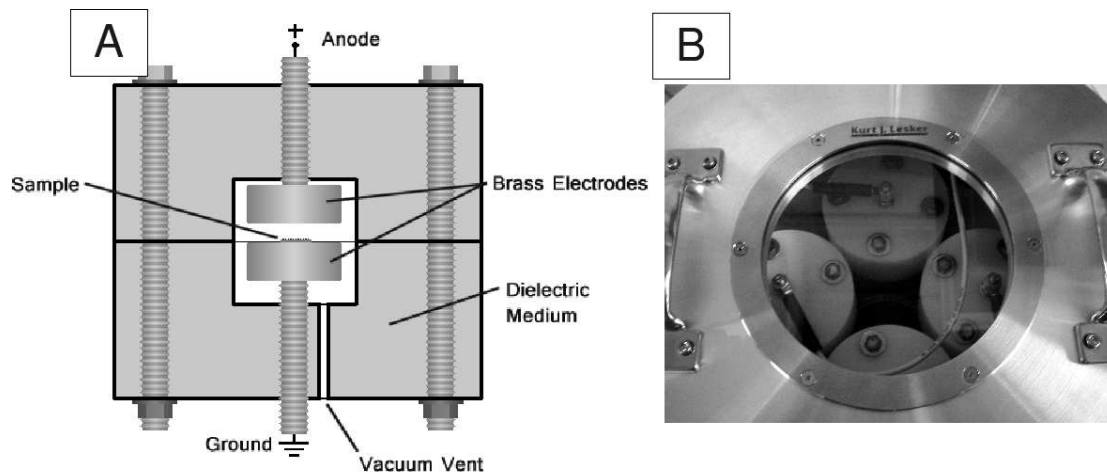 A
+
Anode
Sample
Brass Electrodes
Dielectric
Medium
Ground
Vacuum Vent
B
Kurt J. Lesker